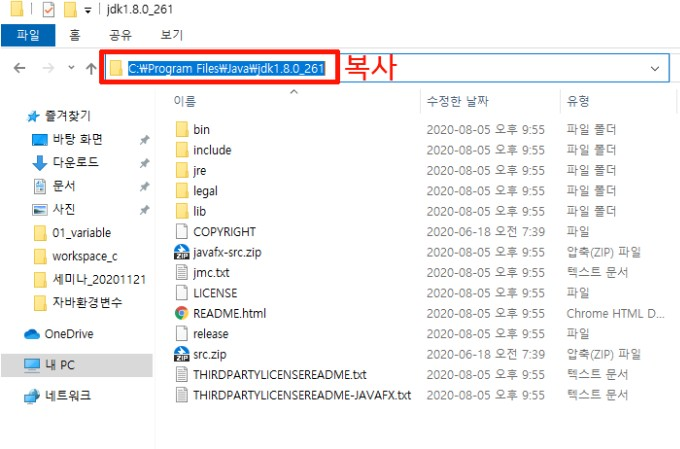 jdk1.8.0_261
파일 홈 공유 보기
C:₩Program Files₩Java₩jdk1.8.0_261 복사
이름 수정한 날짜 유형
즐겨찾기
바탕 화면
다운로드
문서
사진
01_variable
workspace_c
세미나_20201121
자바환경변수
OneDrive
내 PC
네트워크
bin 2020-08-05 오후 9:55 파일 폴더
include 2020-08-05 오후 9:55 파일 폴더
jre 2020-08-05 오후 9:55 파일 폴더
legal 2020-08-05 오후 9:55 파일 폴더
lib 2020-08-05 오후 9:55 파일 폴더
COPYRIGHT 2020-06-18 오전 7:39 파일
javafx-src.zip 2020-08-05 오후 9:55 압축(ZIP) 파일
jmc.txt 2020-08-05 오후 9:55 텍스트 문서
LICENSE 2020-08-05 오후 9:55 파일
README.html 2020-08-05 오후 9:55 Chrome HTML D...
release 2020-08-05 오후 9:55 파일
src.zip 2020-06-18 오전 7:39 압축(ZIP) 파일
THIRDPARTYLICENSEREADME.txt 2020-08-05 오후 9:55 텍스트 문서
THIRDPARTYLICENSEREADME-JAVAFX.txt 2020-08-05 오후 9:55 텍스트 문서
ZIP
ZIP